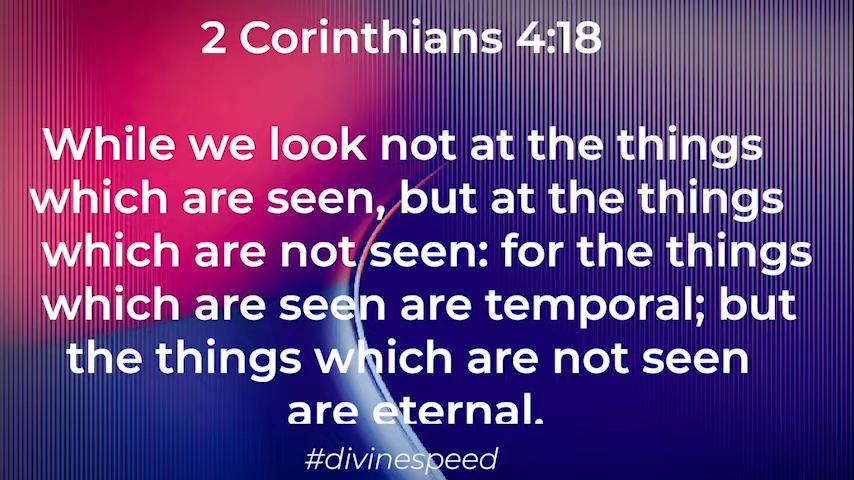 2 Corinthians 4:18
While we look not at the things
which are seen, but at the things
which are not seen: for the things
which are seen are temporal; but
the things which are not seen
are eternal.
#divinespeed